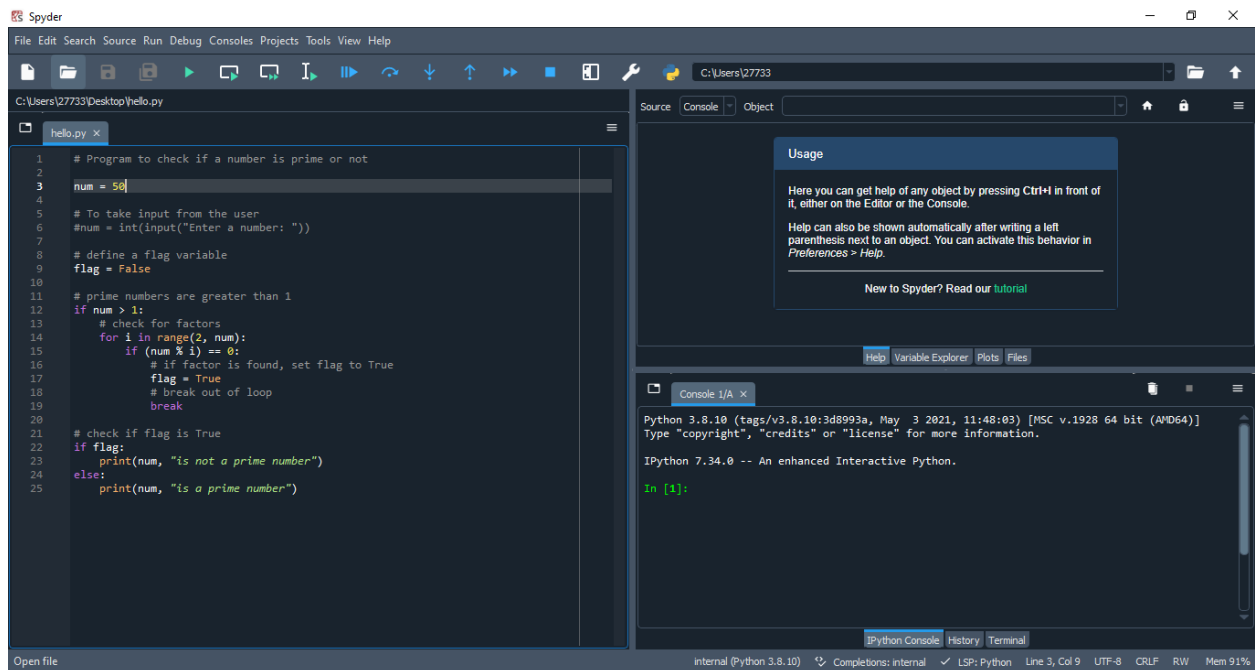 Spyder
File Edit Search Source Run Debug Consoles Projects Tools View Help
C:\Users\27733
C:\Users\27733\Desktop\hello.py
hello.py
1 # Program to check if a number is prime or not
2
3 num = 50
4
5 # To take input from the user
6 #num = int(input("Enter a number: "))
7
8 # define a flag variable
9 flag = False
10
11 # prime numbers are greater than 1
12 if num > 1:
13     # check for factors
14     for i in range(2, num):
15         if (num % i) == 0:
16             # if factor is found, set flag to True
17             flag = True
18             # break out of loop
19             break
20
21 # check if flag is True
22 if flag:
23     print(num, "is not a prime number")
24 else:
25     print(num, "is a prime number")
Source Console Object
Usage
Here you can get help of any object by pressing Ctrl+I in front of
it, either on the Editor or the Console.
Help can also be shown automatically after writing a left
parenthesis next to an object. You can activate this behavior in
Preferences > Help.
New to Spyder? Read our tutorial
Help Variable Explorer Plots Files
Console 1/A
Python 3.8.10 (tags/v3.8.10:3d8993a, May  3 2021, 11:48:03) [MSC v.1928 64 bit (AMD64)]
Type "copyright", "credits" or "license" for more information.
IPython 7.34.0 -- An enhanced Interactive Python.
In [1]:
IPython Console History Terminal
Open file
internal (Python 3.8.10) Completions: internal LSP: Python Line 3, Col 9 UTF-8 CRLF RW Mem 91%